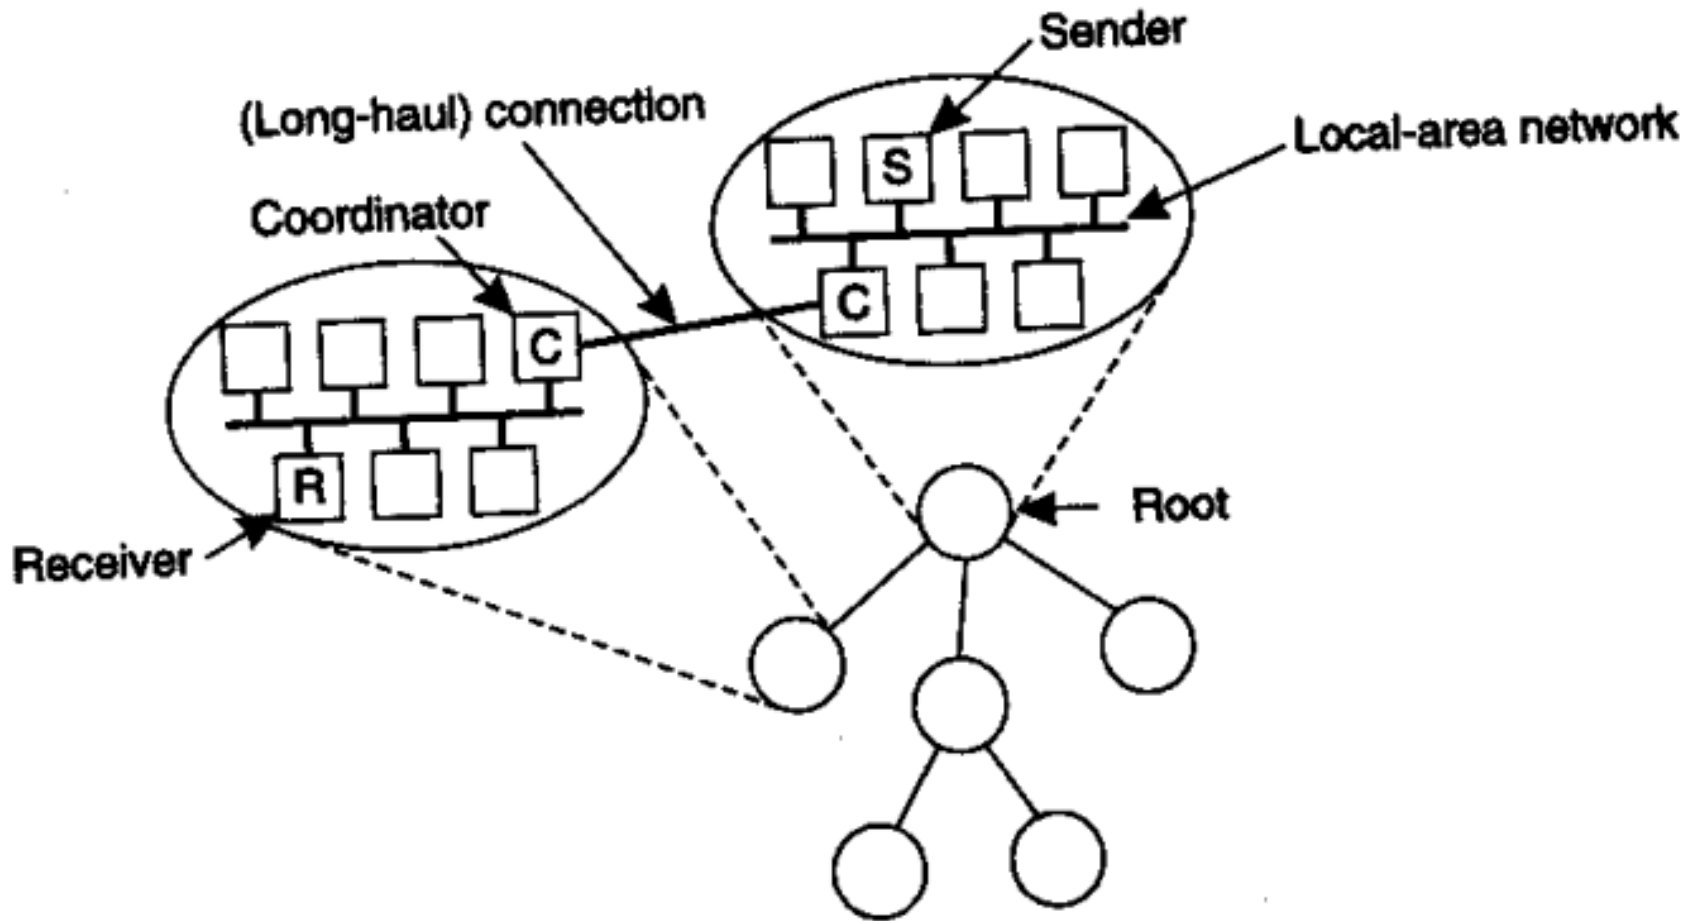 Sender
(Long-haul) connection
Local-area network
Coordinator
S
C
C
R
Root
Receiver